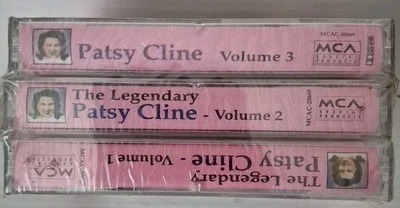 Patsy Cline Volume 3
MCA
The Legendary
Patsy Cline - Volume 2
MCA
The Legendary
Patsy Cline - Volume 1
MCA